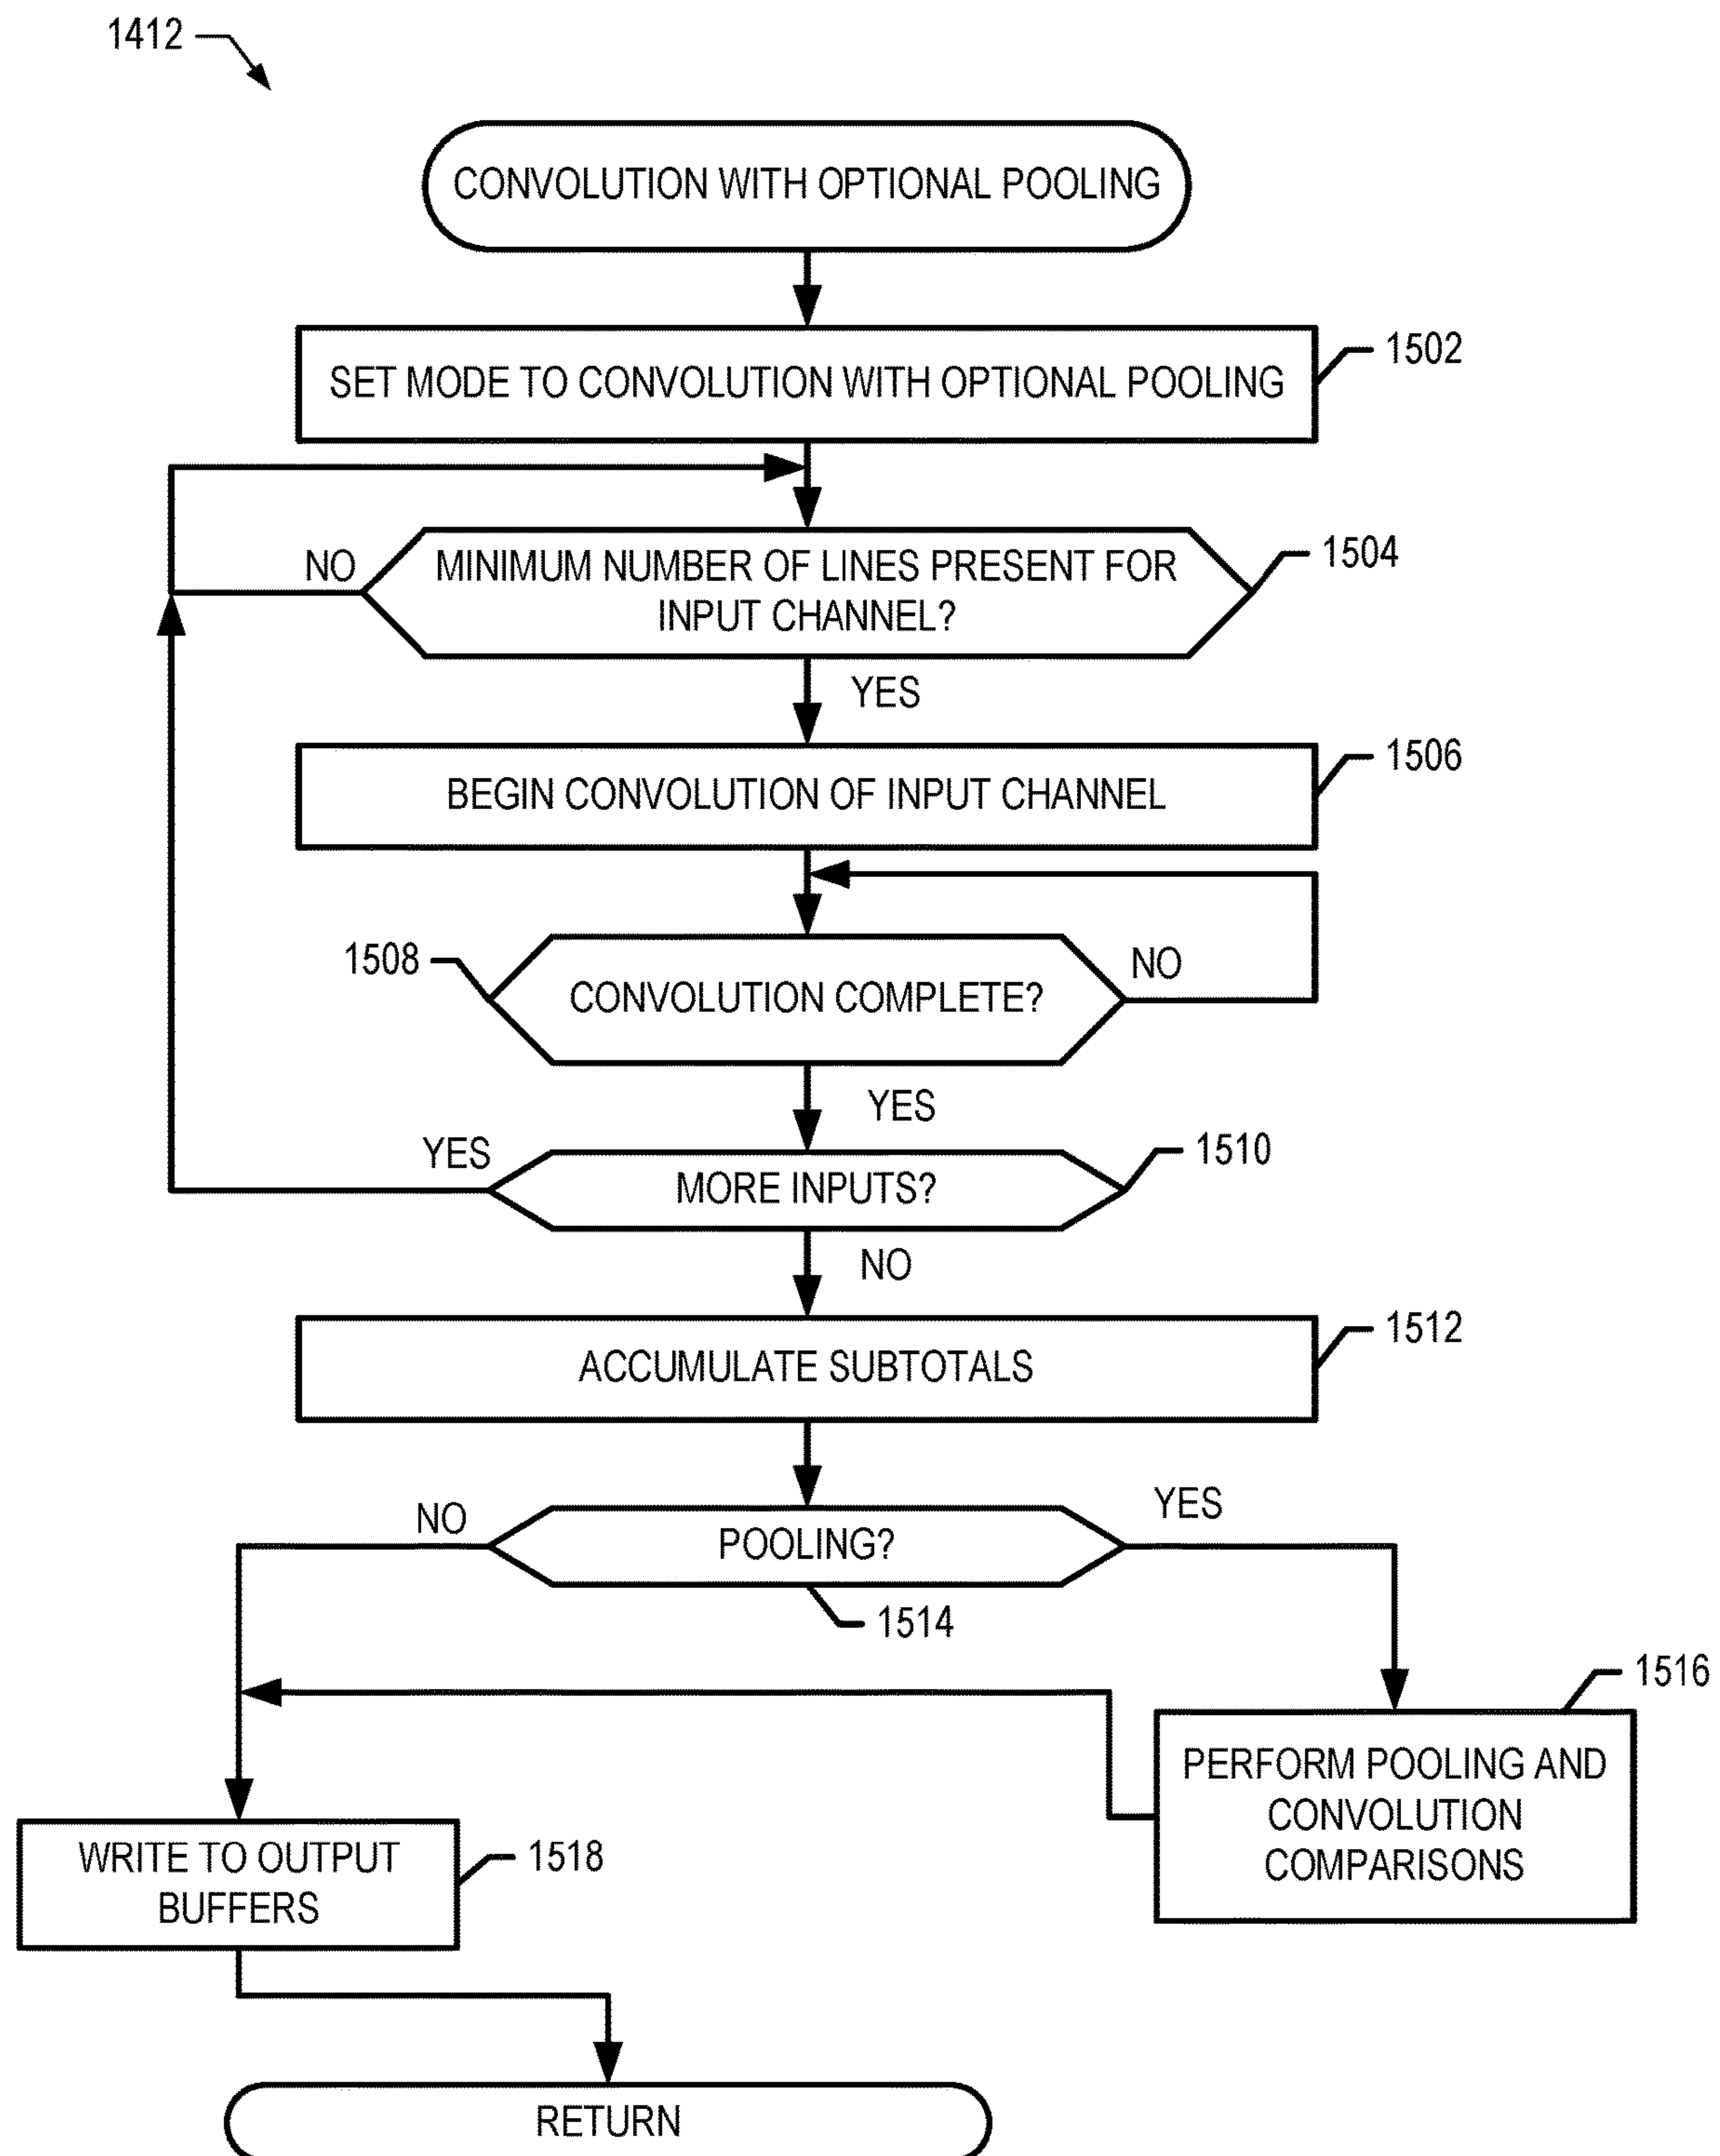 1412
CONVOLUTION WITH OPTIONAL POOLING
SET MODE TO CONVOLUTION WITH OPTIONAL POOLING
1502
NO
MINIMUM NUMBER OF LINES PRESENT FOR
INPUT CHANNEL?
1504
YES
BEGIN CONVOLUTION OF INPUT CHANNEL
1506
1508
CONVOLUTION COMPLETE?
NO
YES
YES
MORE INPUTS?
1510
NO
ACCUMULATE SUBTOTALS
1512
NO
POOLING?
YES
1514
1516
PERFORM POOLING AND
CONVOLUTION
COMPARISONS
WRITE TO OUTPUT
BUFFERS
1518
RETURN